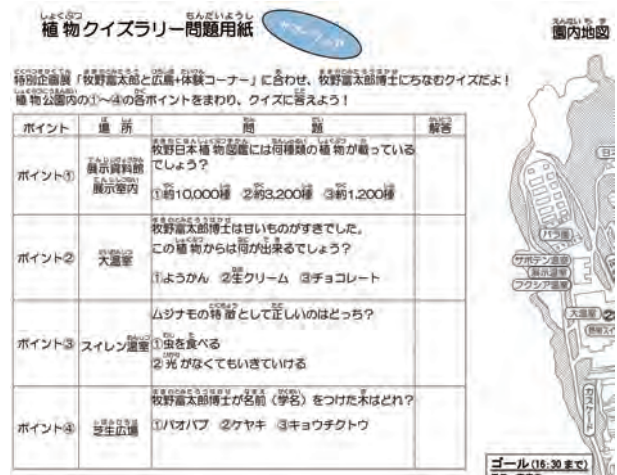 植物クイズラリー問題用紙
園内地図
特別企画展「牧野富太郎と広島+体験コーナー」に合わせ、牧野富太郎博士にちなむクイズだよ！
植物公園内の①〜④の各ポイントをまわり、クイズに答えよう！
ポイント 場所 問題 解答
ポイント① 展示資料館 展示室内
牧野日本植物図鑑には何種類の植物が載っている
でしょう？
①約10,000種 ②約3,200種 ③約1,200種
ポイント② 大温室
牧野富太郎博士は甘いものがすきでした。
この植物からは何が出来るでしょう？
①ようかん ②生クリーム ③チョコレート
ポイント③ スイレン温室
ムジナモの特徴として正しいのはどっち？
①虫を食べる
②光がなくてもいきていける
ポイント④ 芝生広場
牧野富太郎博士が名前（学名）をつけた木はどれ？
①バオバブ ②ケヤキ ③キョウチクトウ
バラ園
サボテン温室
展示温室
フクシア温室
大温室
カスケード
ゴール(16:30まで)